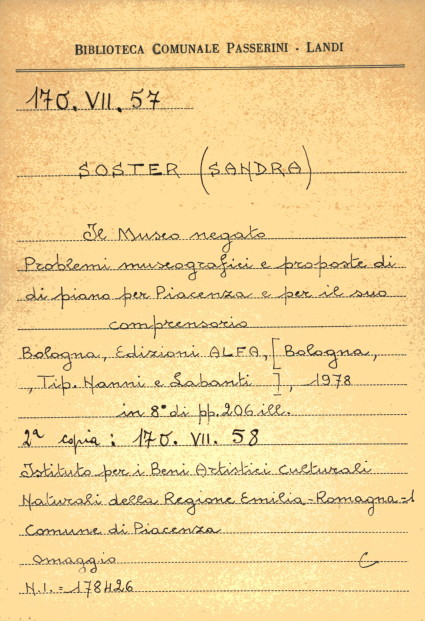 BIBLIOTECA COMUNALE PASSERINI - LANDI
170. VII. 57
SOSTER (SANDRA)
Il Museo negato
Problemi museografici e proposte di
di piano per Piacenza e per il suo
comprensorio
Bologna, Edizioni ALFA, [Bologna,
, Tip. Nanni e Labanti ], 1978
in 8° di pp. 206 ill.
2ª copia: 170. VII. 58
Istituto per i Beni Artistici Culturali
Naturali della Regione Emilia-Romagna=
Comune di Piacenza
omaggio C
N.I.=178426